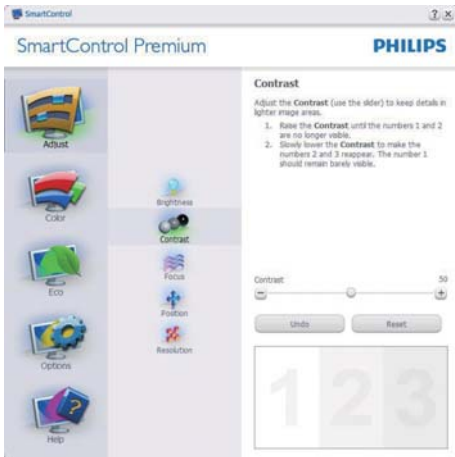 SmartControl
SmartControl Premium
PHILIPS
Adjust
Color
Eco
Options
Help
Brightness
Contrast
Focus
Position
Resolution
Contrast
Adjust the Contrast (use the slider) to keep details in
lighter image areas.
1. Raise the Contrast until the numbers 1 and 2
are no longer visible.
2. Slowly lower the Contrast to make the
numbers 2 and 3 reappear. The number 1
should remain barely visible.
Contrast 50
Undo Reset
1 2 3